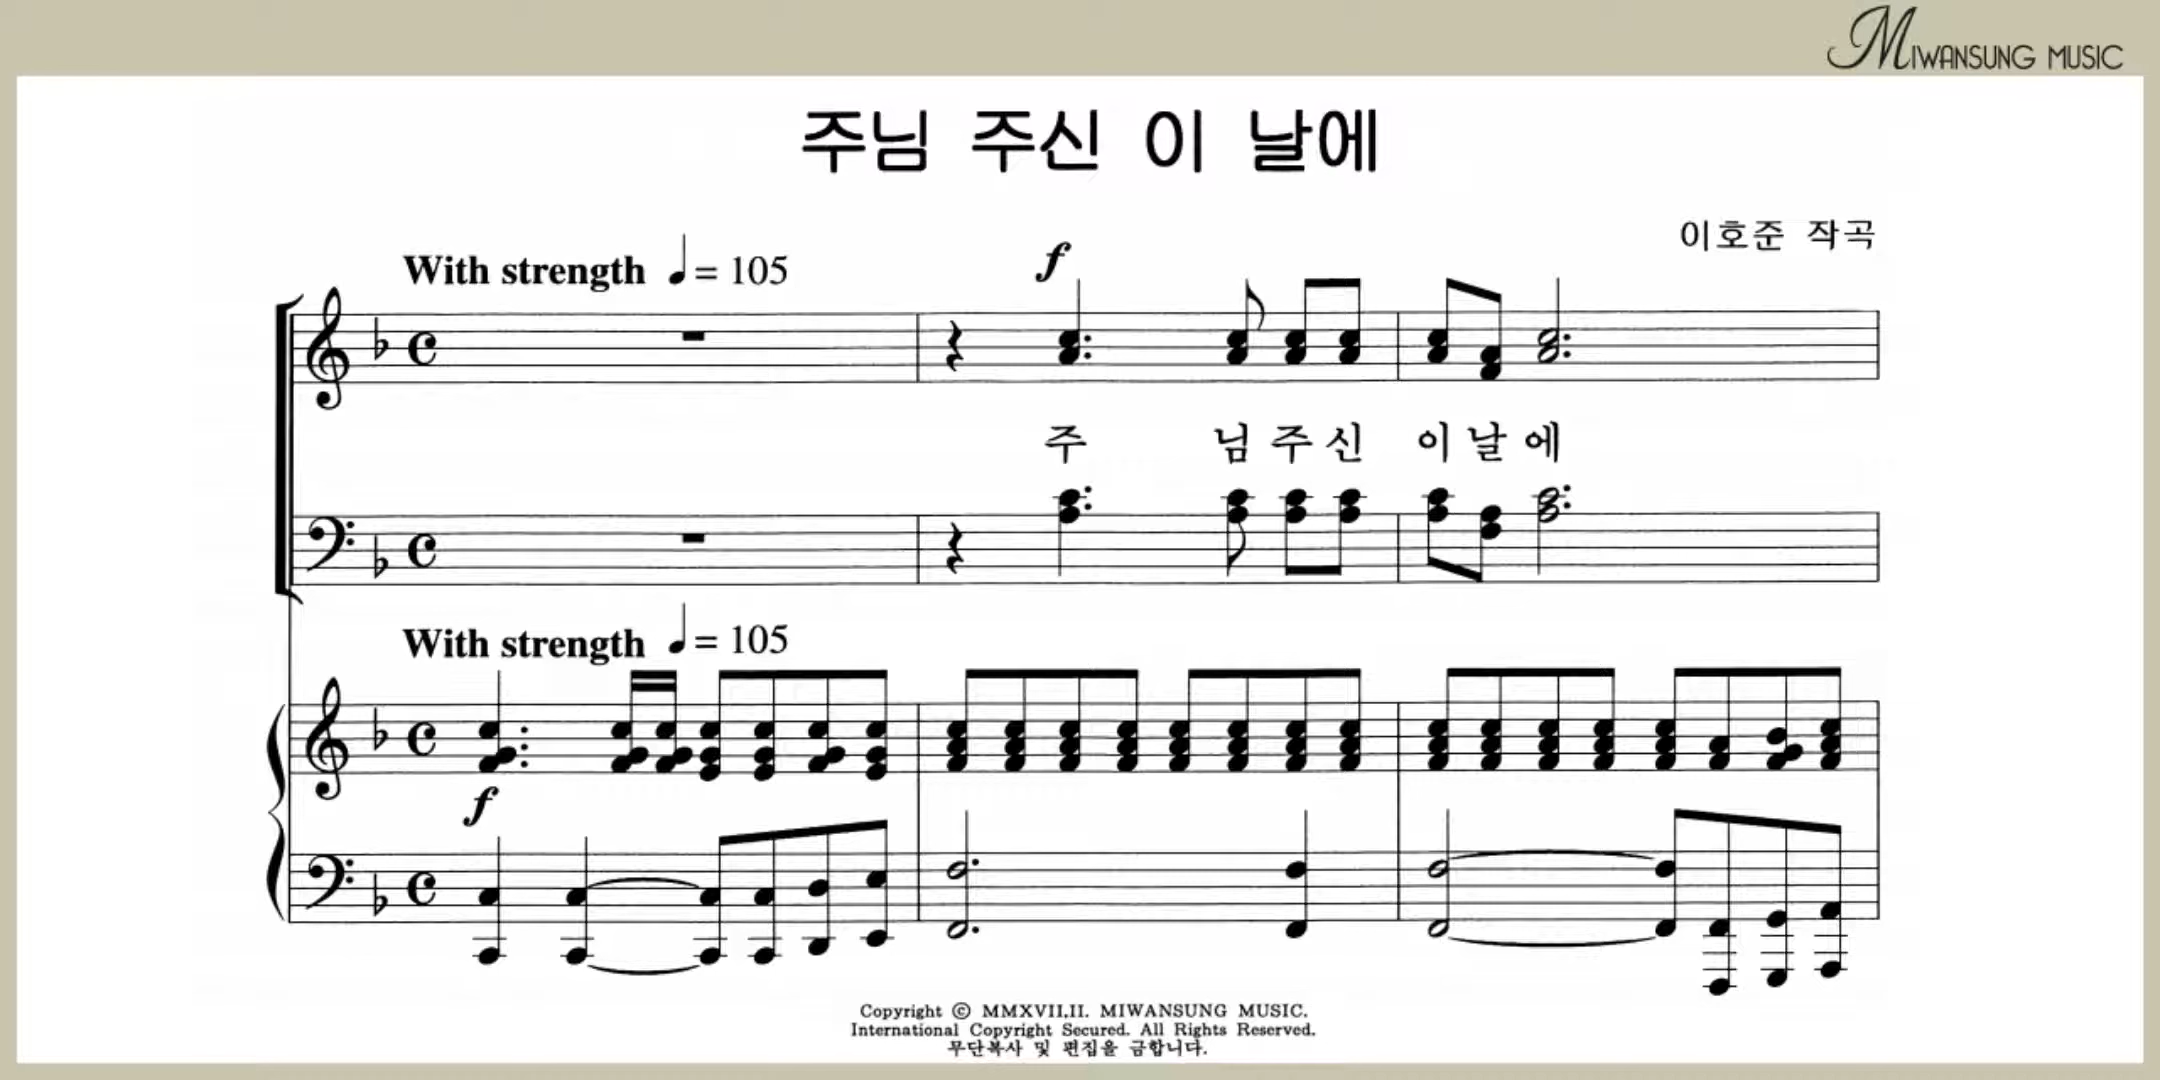 MIWANSUNG MUSIC
주님 주신 이 날에
이호준 작곡
With strength ♩= 105
f
주 님 주 신 이 날 에
With strength ♩= 105
f
Copyright © MMXVII,II. MIWANSUNG MUSIC.
International Copyright Secured. All Rights Reserved.
무단복사 및 편집을 금합니다.